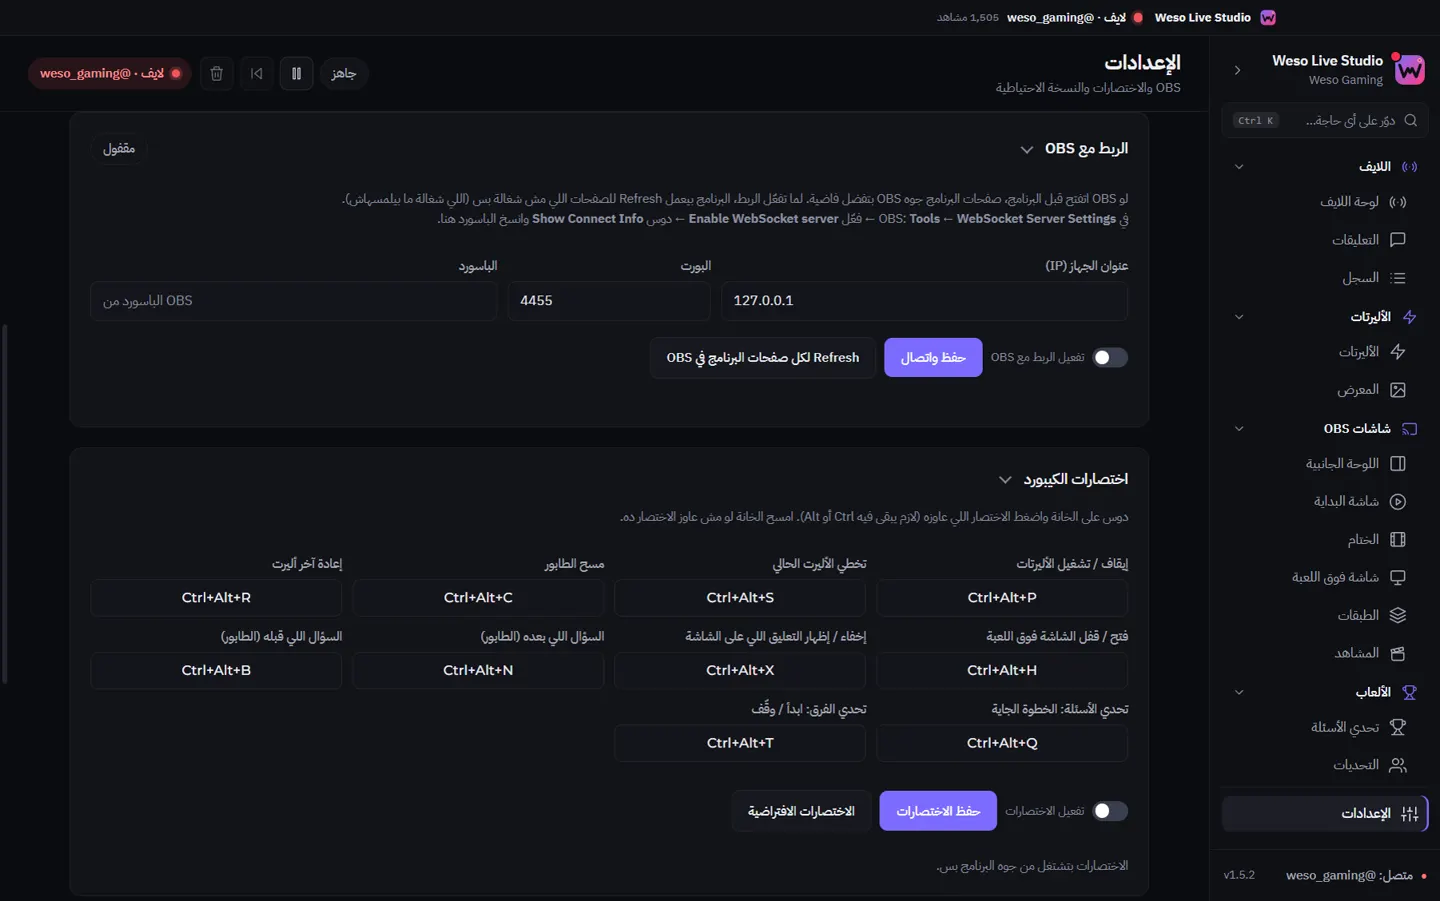 Weso Live Studio
لايف · @weso_gaming
1,505 مشاهد
Weso Live Studio
Weso Gaming
دوّر على أي حاجة...
Ctrl K
اللايف
لوحة اللايف
التعليقات
السجل
الأليرتات
الأليرتات
المعرض
شاشات OBS
اللوحة الجانبية
شاشة البداية
الختام
شاشة فوق اللعبة
الطبقات
المشاهد
الألعاب
تحدي الأسئلة
التحديات
الإعدادات
متصل: @weso_gaming
v1.5.2
الإعدادات
OBS والاختصارات والنسخة الاحتياطية
جاهز
لايف · @weso_gaming
الربط مع OBS
مقفول
لو OBS اتفتح قبل البرنامج، صفحات البرنامج جوه OBS بتفضل فاضية. لما تفعّل الربط، البرنامج بيعمل Refresh للصفحات اللي مش شغالة بس (اللي شغالة ما بيلمسهاش).
في OBS: Tools ← WebSocket Server Settings ← فعّل Enable WebSocket server ← دوس Show Connect Info وانسخ الباسورد هنا.
عنوان الجهاز (IP)
البورت
الباسورد
127.0.0.1
4455
الباسورد من OBS
تفعيل الربط مع OBS
حفظ واتصال
Refresh لكل صفحات البرنامج في OBS
اختصارات الكيبورد
دوس على الخانة واضغط الاختصار اللي عاوزه (لازم يبقى فيه Ctrl أو Alt). امسح الخانة لو مش عاوز الاختصار ده.
إيقاف / تشغيل الأليرتات
تخطي الأليرت الحالي
مسح الطابور
إعادة آخر أليرت
Ctrl+Alt+P
Ctrl+Alt+S
Ctrl+Alt+C
Ctrl+Alt+R
فتح / قفل الشاشة فوق اللعبة
إخفاء / إظهار التعليق اللي على الشاشة
السؤال اللي بعده (الطابور)
السؤال اللي قبله (الطابور)
Ctrl+Alt+H
Ctrl+Alt+X
Ctrl+Alt+N
Ctrl+Alt+B
تحدي الأسئلة: الخطوة الجاية
تحدي الفرق: ابدأ / وقّف
Ctrl+Alt+Q
Ctrl+Alt+T
تفعيل الاختصارات
حفظ الاختصارات
الاختصارات الافتراضية
الاختصارات بتشتغل من جوه البرنامج بس.